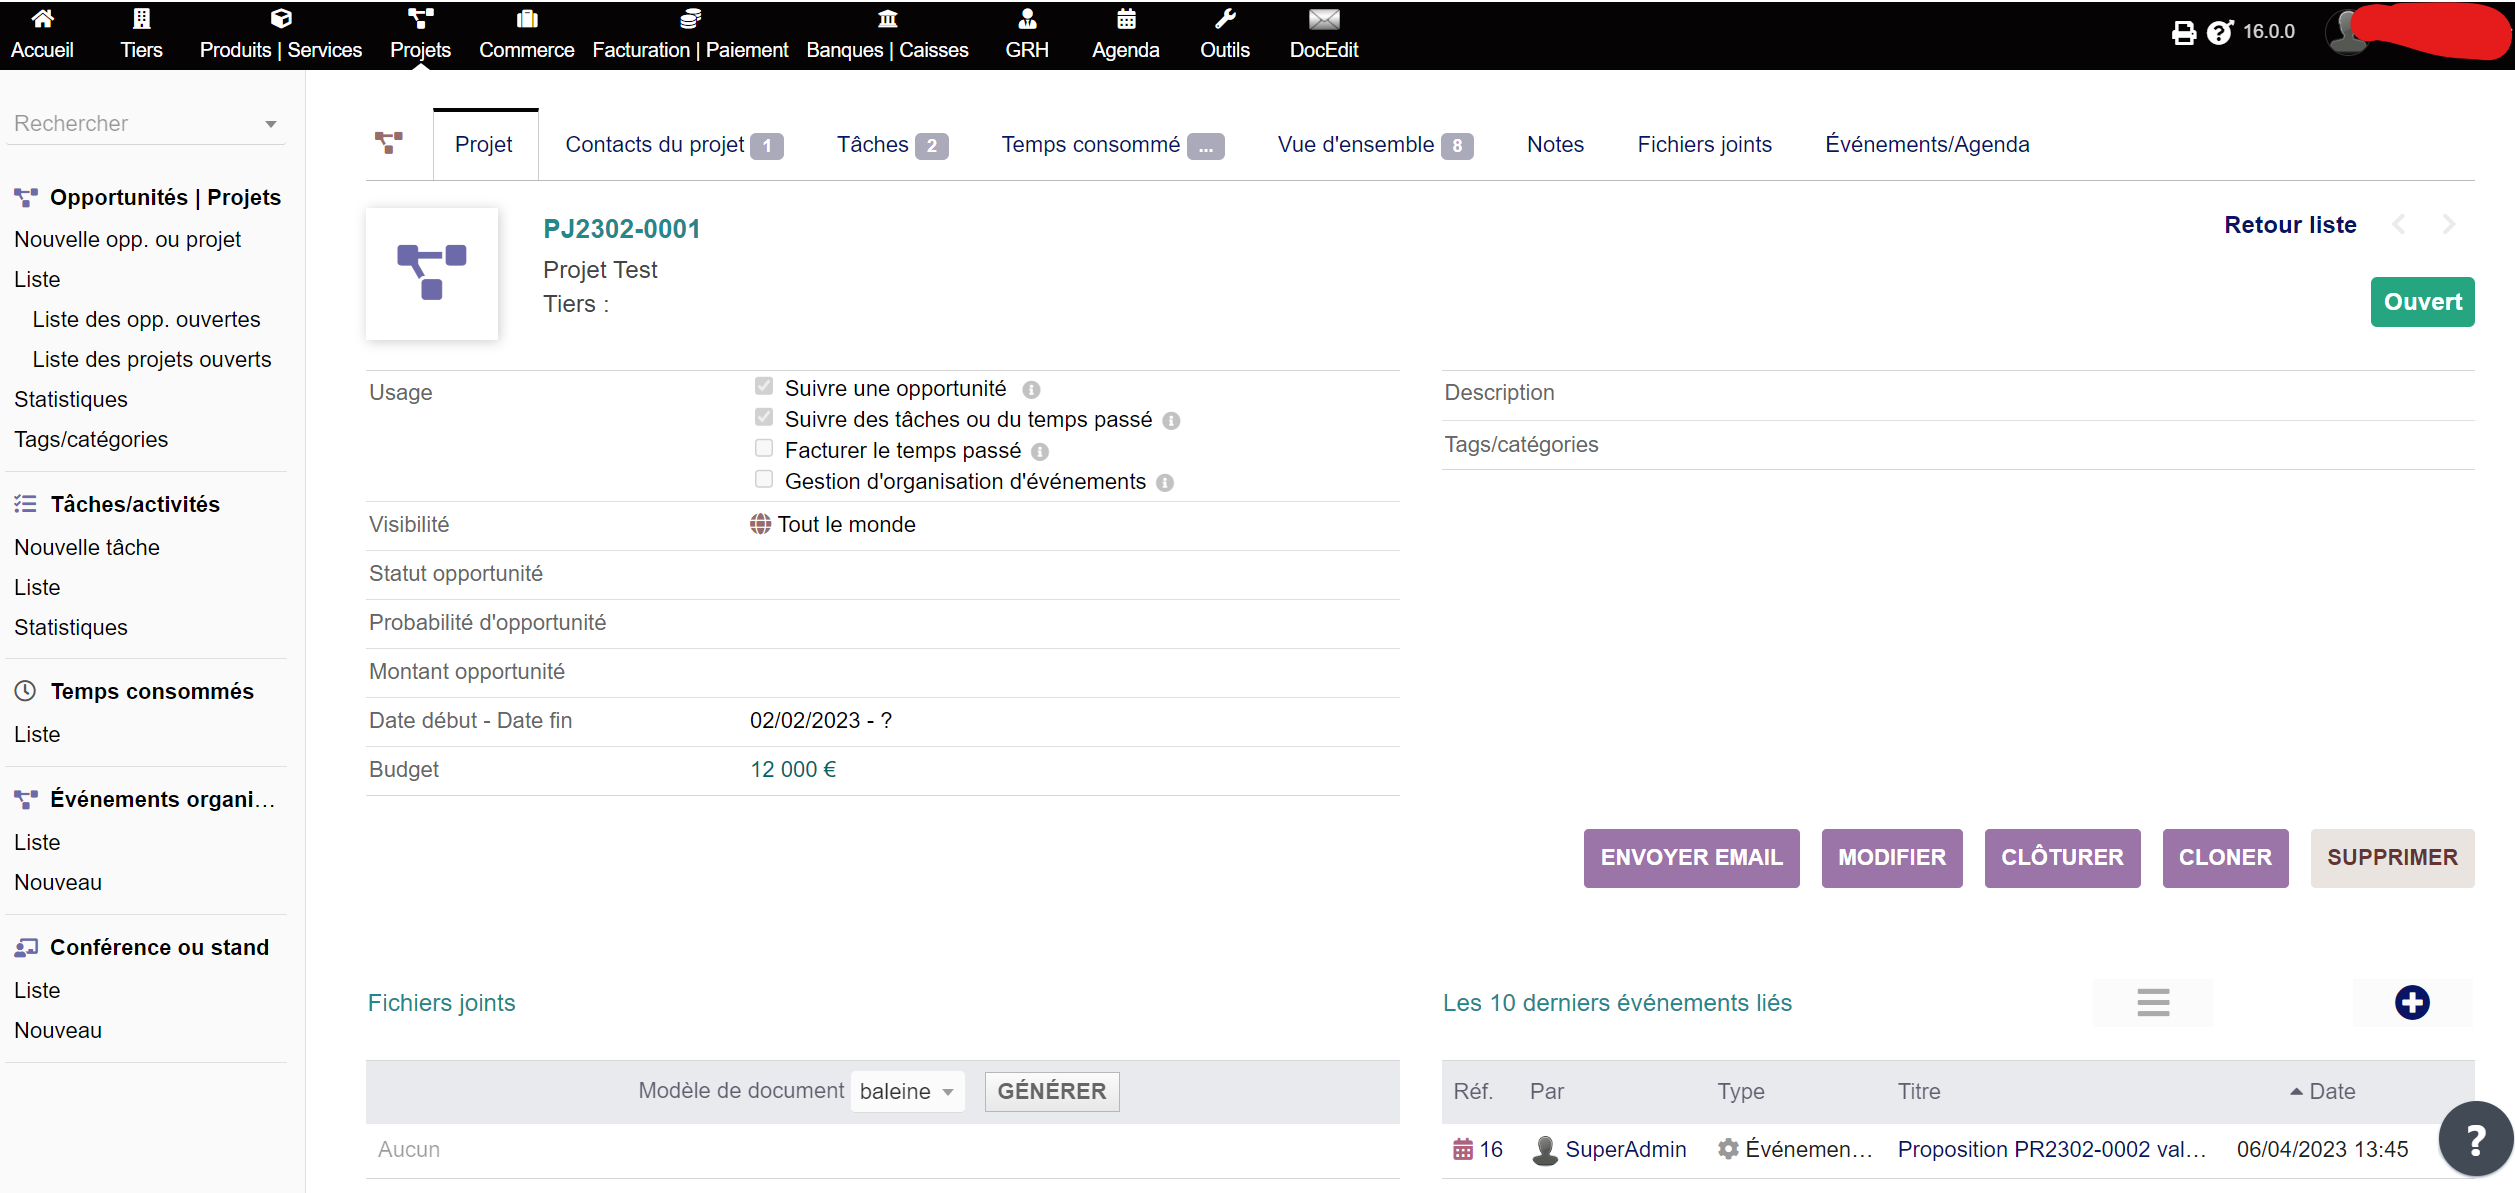 Accueil Tiers Produits | Services Projets Commerce Facturation | Paiement Banques | Caisses GRH Agenda Outils DocEdit 16.0.0
Rechercher
Opportunités | Projets
Nouvelle opp. ou projet
Liste
Liste des opp. ouvertes
Liste des projets ouverts
Statistiques
Tags/catégories
Tâches/activités
Nouvelle tâche
Liste
Statistiques
Temps consommés
Liste
Événements organi...
Liste
Nouveau
Conférence ou stand
Liste
Nouveau
Projet Contacts du projet 1 Tâches 2 Temps consommé ... Vue d'ensemble 8 Notes Fichiers joints Événements/Agenda
PJ2302-0001
Projet Test
Tiers :
Retour liste
Ouvert
Usage
Suivre une opportunité
Suivre des tâches ou du temps passé
Facturer le temps passé
Gestion d'organisation d'événements
Visibilité Tout le monde
Statut opportunité
Probabilité d'opportunité
Montant opportunité
Date début - Date fin 02/02/2023 - ?
Budget 12 000 €
Description
Tags/catégories
ENVOYER EMAIL MODIFIER CLÔTURER CLONER SUPPRIMER
Fichiers joints
Modèle de document baleine GÉNÉRER
Aucun
Les 10 derniers événements liés
Réf. Par Type Titre Date
16 SuperAdmin Événemen... Proposition PR2302-0002 val... 06/04/2023 13:45
?